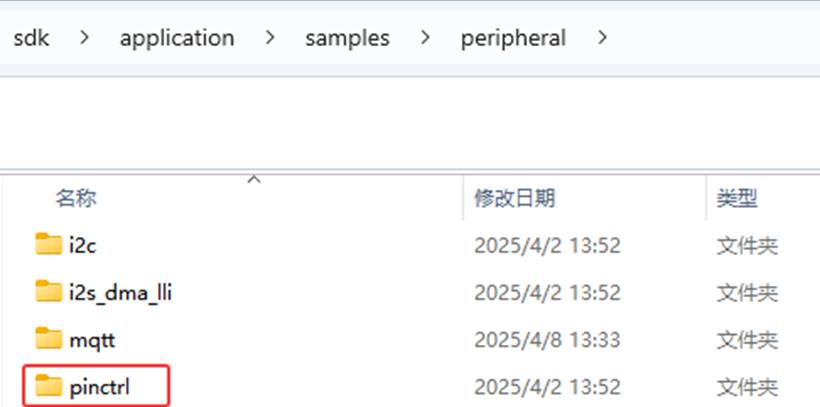 sdk > application > samples > peripheral >
名称 修改日期 类型
i2c 2025/4/2 13:52 文件夹
i2s_dma_lli 2025/4/2 13:52 文件夹
mqtt 2025/4/8 13:33 文件夹
pinctrl 2025/4/2 13:52 文件夹